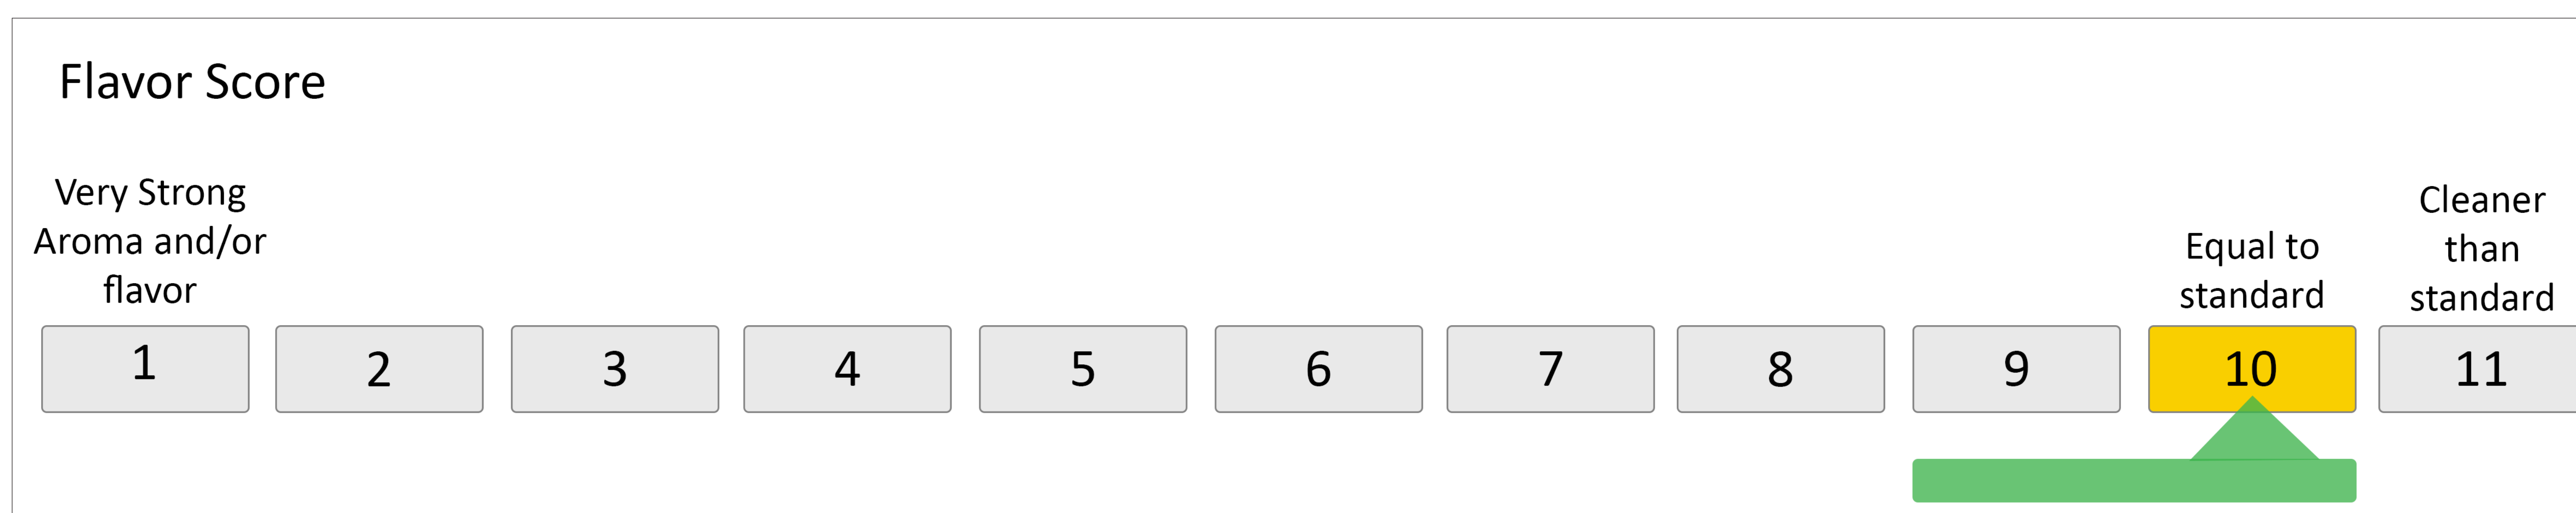 Flavor Score
Very Strong
Aroma and/or
flavor
Equal to
standard
Cleaner
than
standard
1 2 3 4 5 6 7 8 9 10 11